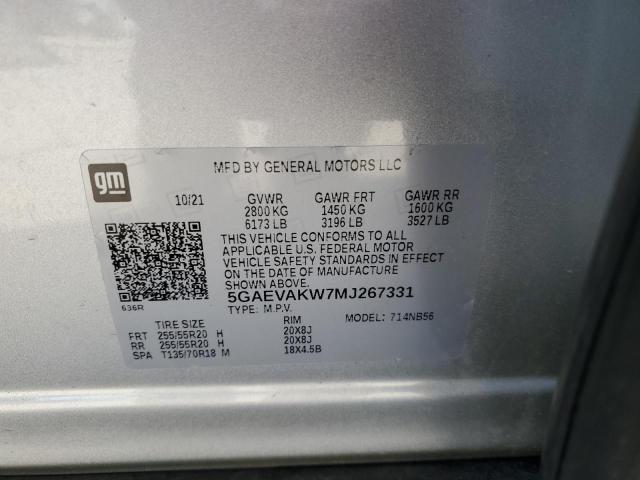 gm
MFD BY GENERAL MOTORS LLC
10/21 GVWR GAWR FRT GAWR RR
2800 KG 1450 KG 1600 KG
6173 LB 3196 LB 3527 LB
THIS VEHICLE CONFORMS TO ALL
APPLICABLE U.S. FEDERAL MOTOR
VEHICLE SAFETY STANDARDS IN EFFECT
ON THE DATE OF MANUFACTURE
SHOWN ABOVE.
5GAEVAKW7MJ267331
636R
TYPE: M.P.V. MODEL: 714NB56
TIRE SIZE RIM
FRT 255/55R20 H 20X8J
RR 255/55R20 H 20X8J
SPA T135/70R18 M 18X4.5B